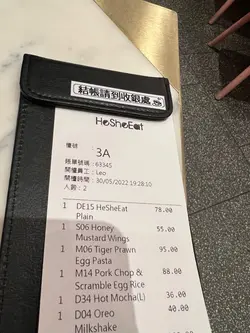 結帳請到收銀處
HeSheEat
檯號 :
3A
賬單號碼 : 63345
開檯員工 : Leo
開檯時間 : 30/05/2022 19:28:10
人數 : 2
1 DE15 HeSheEat 78.00
Plain
1 S06 Honey 55.00
Mustard Wings
1 M06 Tiger Prawn 95.00
Egg Pasta
1 M14 Pork Chop & 88.00
Scramble Egg Rice
1 D34 Hot Mocha(L) 36.00
1 D04 Oreo 40.00
Milkshake